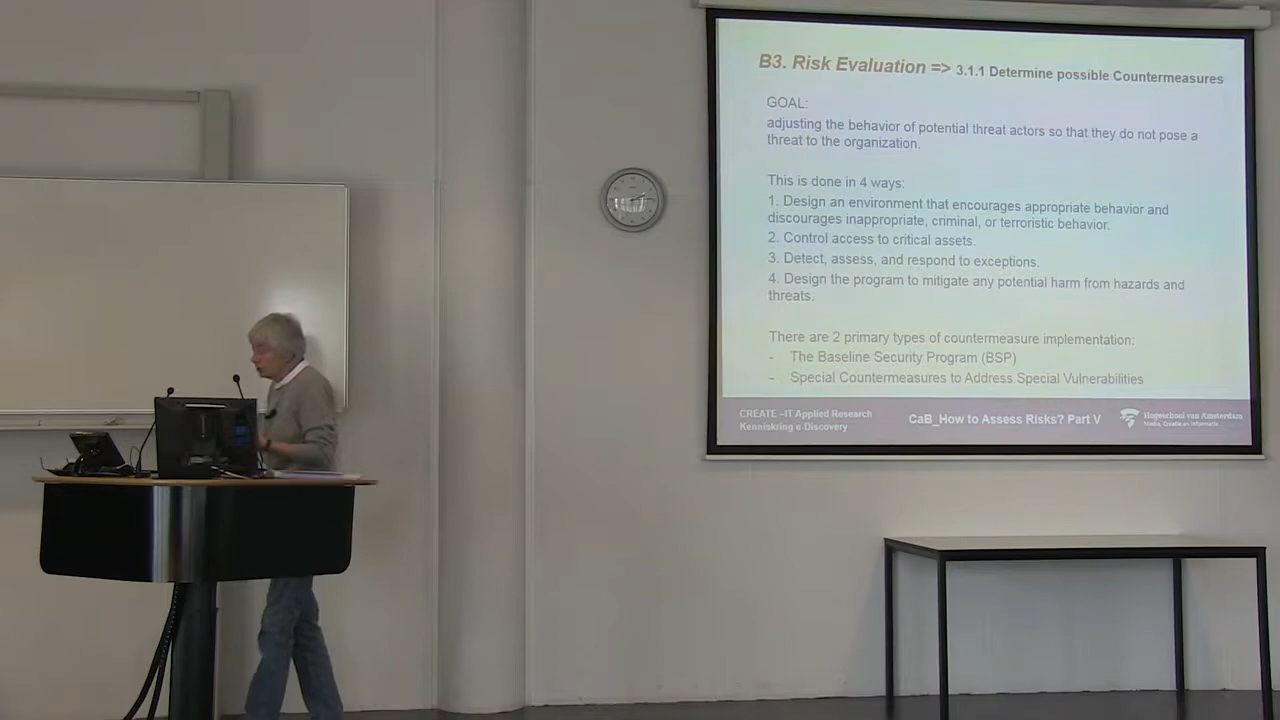 B3. Risk Evaluation => 3.1.1 Determine possible Countermeasures
GOAL:
adjusting the behavior of potential threat actors so that they do not pose a
threat to the organization.
This is done in 4 ways:
1. Design an environment that encourages appropriate behavior and
discourages inappropriate, criminal, or terroristic behavior.
2. Control access to critical assets.
3. Detect, assess, and respond to exceptions.
4. Design the program to mitigate any potential harm from hazards and
threats.
There are 2 primary types of countermeasure implementation:
- The Baseline Security Program (BSP)
- Special Countermeasures to Address Special Vulnerabilities
CREATE –IT Applied Research
Kenniskring e-Discovery
CaB_How to Assess Risks? Part V
Hogeschool van Amsterdam
Media, Creatie en Informatie